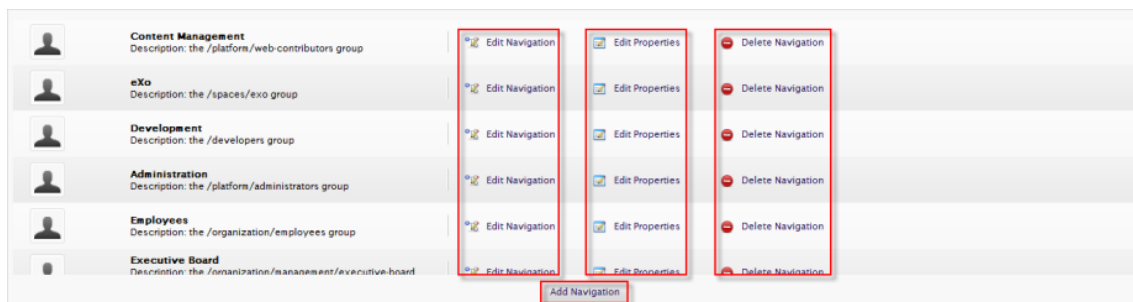 Content Management
Description: the /platform/web-contributors group
Edit Navigation Edit Properties Delete Navigation
eXo
Description: the /spaces/exo group
Edit Navigation Edit Properties Delete Navigation
Development
Description: the /developers group
Edit Navigation Edit Properties Delete Navigation
Administration
Description: the /platform/administrators group
Edit Navigation Edit Properties Delete Navigation
Employees
Description: the /organization/employees group
Edit Navigation Edit Properties Delete Navigation
Executive Board
Description: the /organization/management/executive-board
Edit Navigation Edit Properties Delete Navigation
Add Navigation